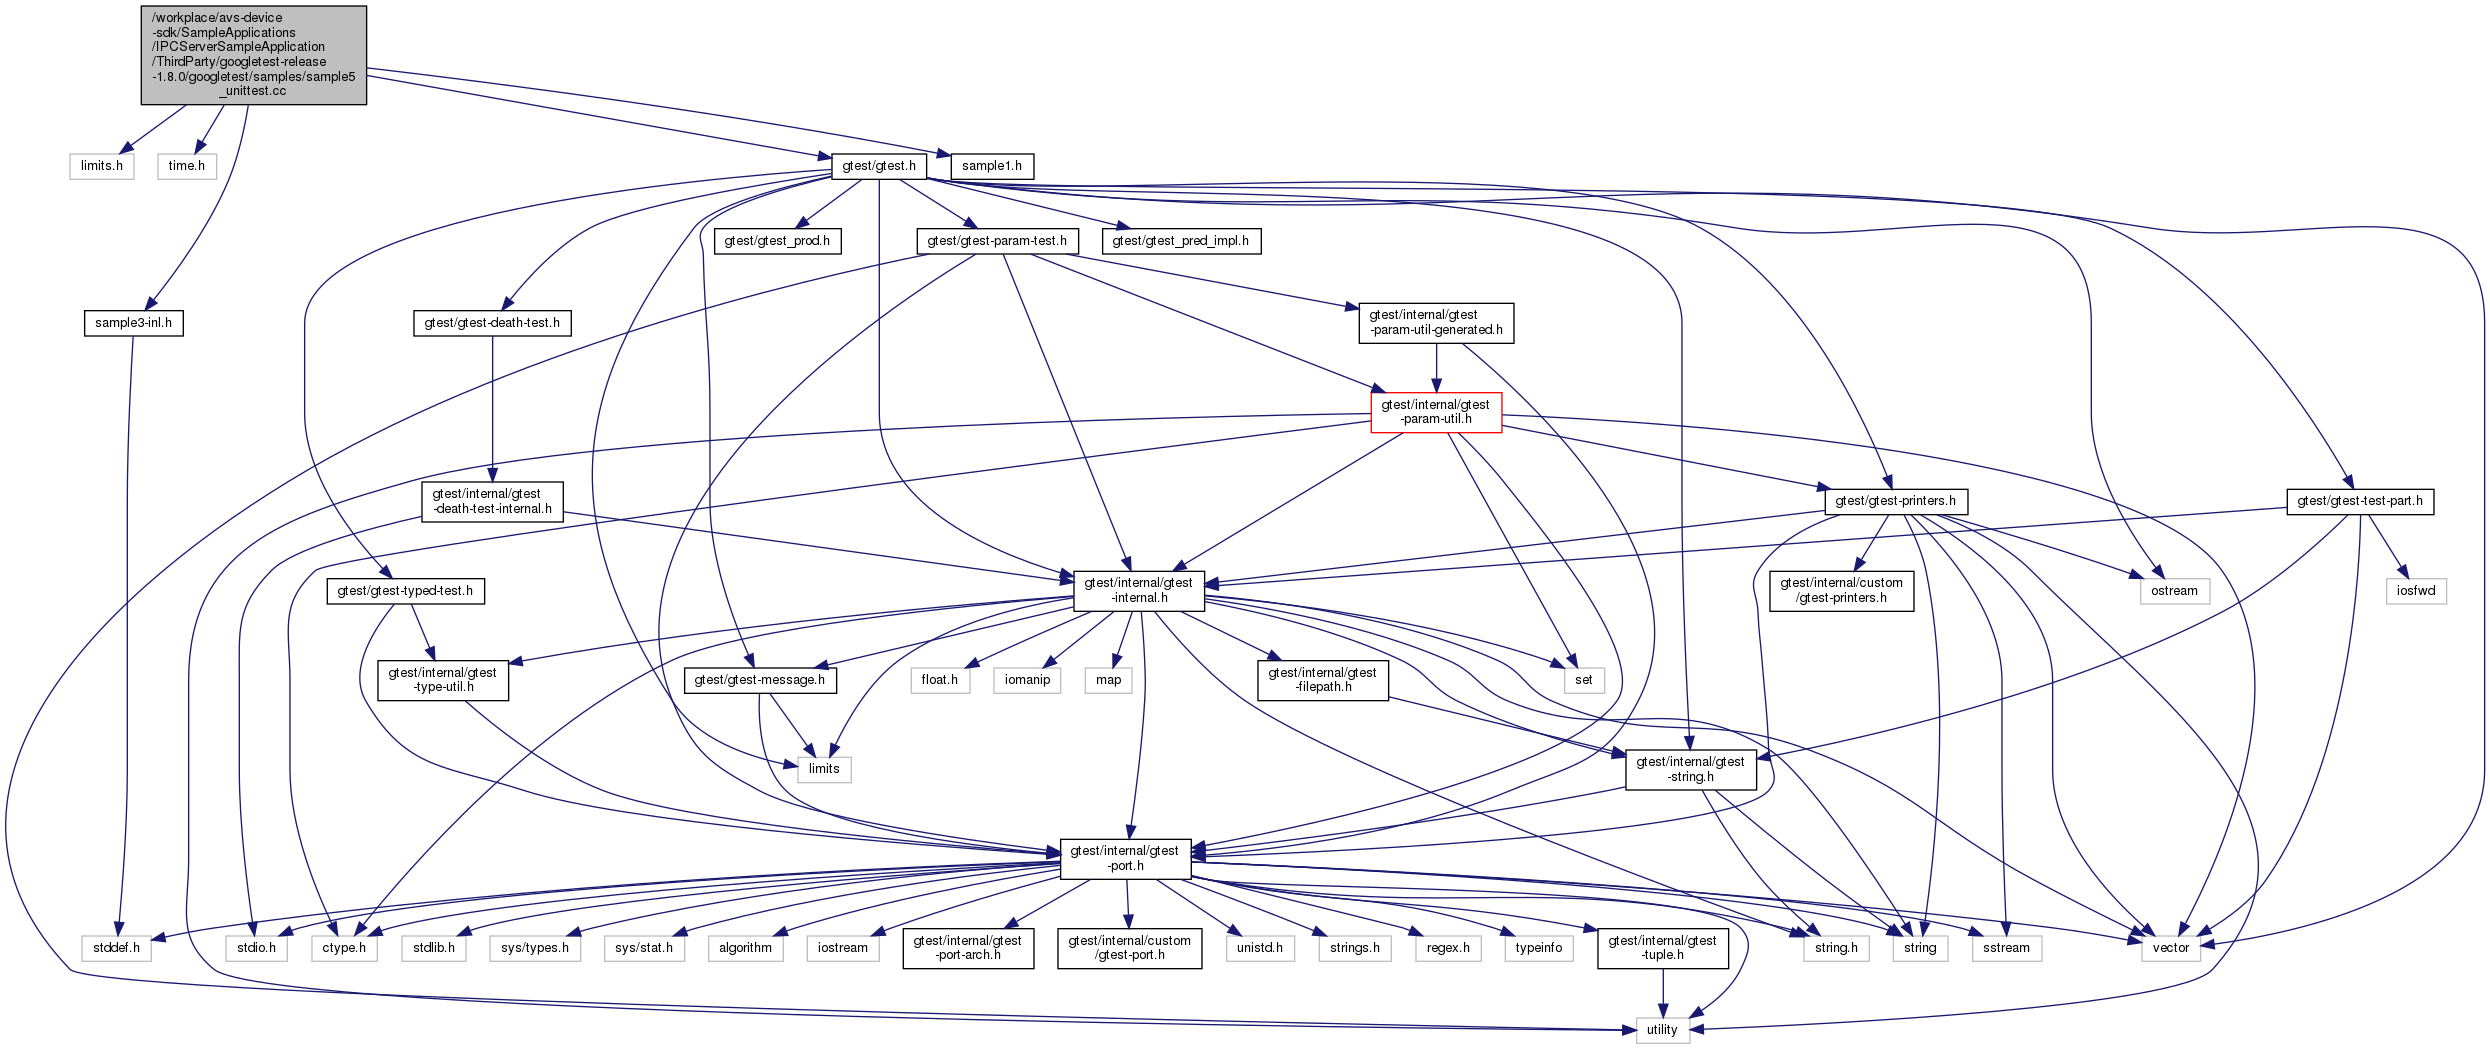 /workplace/avs-device
-sdk/SampleApplications
/IPCServerSampleApplication
/ThirdParty/googletest-release
-1.8.0/googletest/samples/sample5
_unittest.cc
limits.h
time.h
gtest/gtest.h
sample1.h
gtest/gtest_prod.h
gtest/gtest-param-test.h
gtest/gtest_pred_impl.h
sample3-inl.h
gtest/gtest-death-test.h
gtest/internal/gtest
-param-util-generated.h
gtest/internal/gtest
-param-util.h
gtest/internal/gtest
-death-test-internal.h
gtest/gtest-printers.h
gtest/gtest-test-part.h
gtest/gtest-typed-test.h
gtest/internal/gtest
-internal.h
gtest/internal/custom
/gtest-printers.h
ostream
iosfwd
gtest/internal/gtest
-type-util.h
gtest/gtest-message.h
float.h
iomanip
map
gtest/internal/gtest
-filepath.h
set
limits
gtest/internal/gtest
-string.h
gtest/internal/gtest
-port.h
stddef.h
stdio.h
ctype.h
stdlib.h
sys/types.h
sys/stat.h
algorithm
iostream
gtest/internal/gtest
-port-arch.h
gtest/internal/custom
/gtest-port.h
unistd.h
strings.h
regex.h
typeinfo
gtest/internal/gtest
-tuple.h
string.h
string
sstream
vector
utility